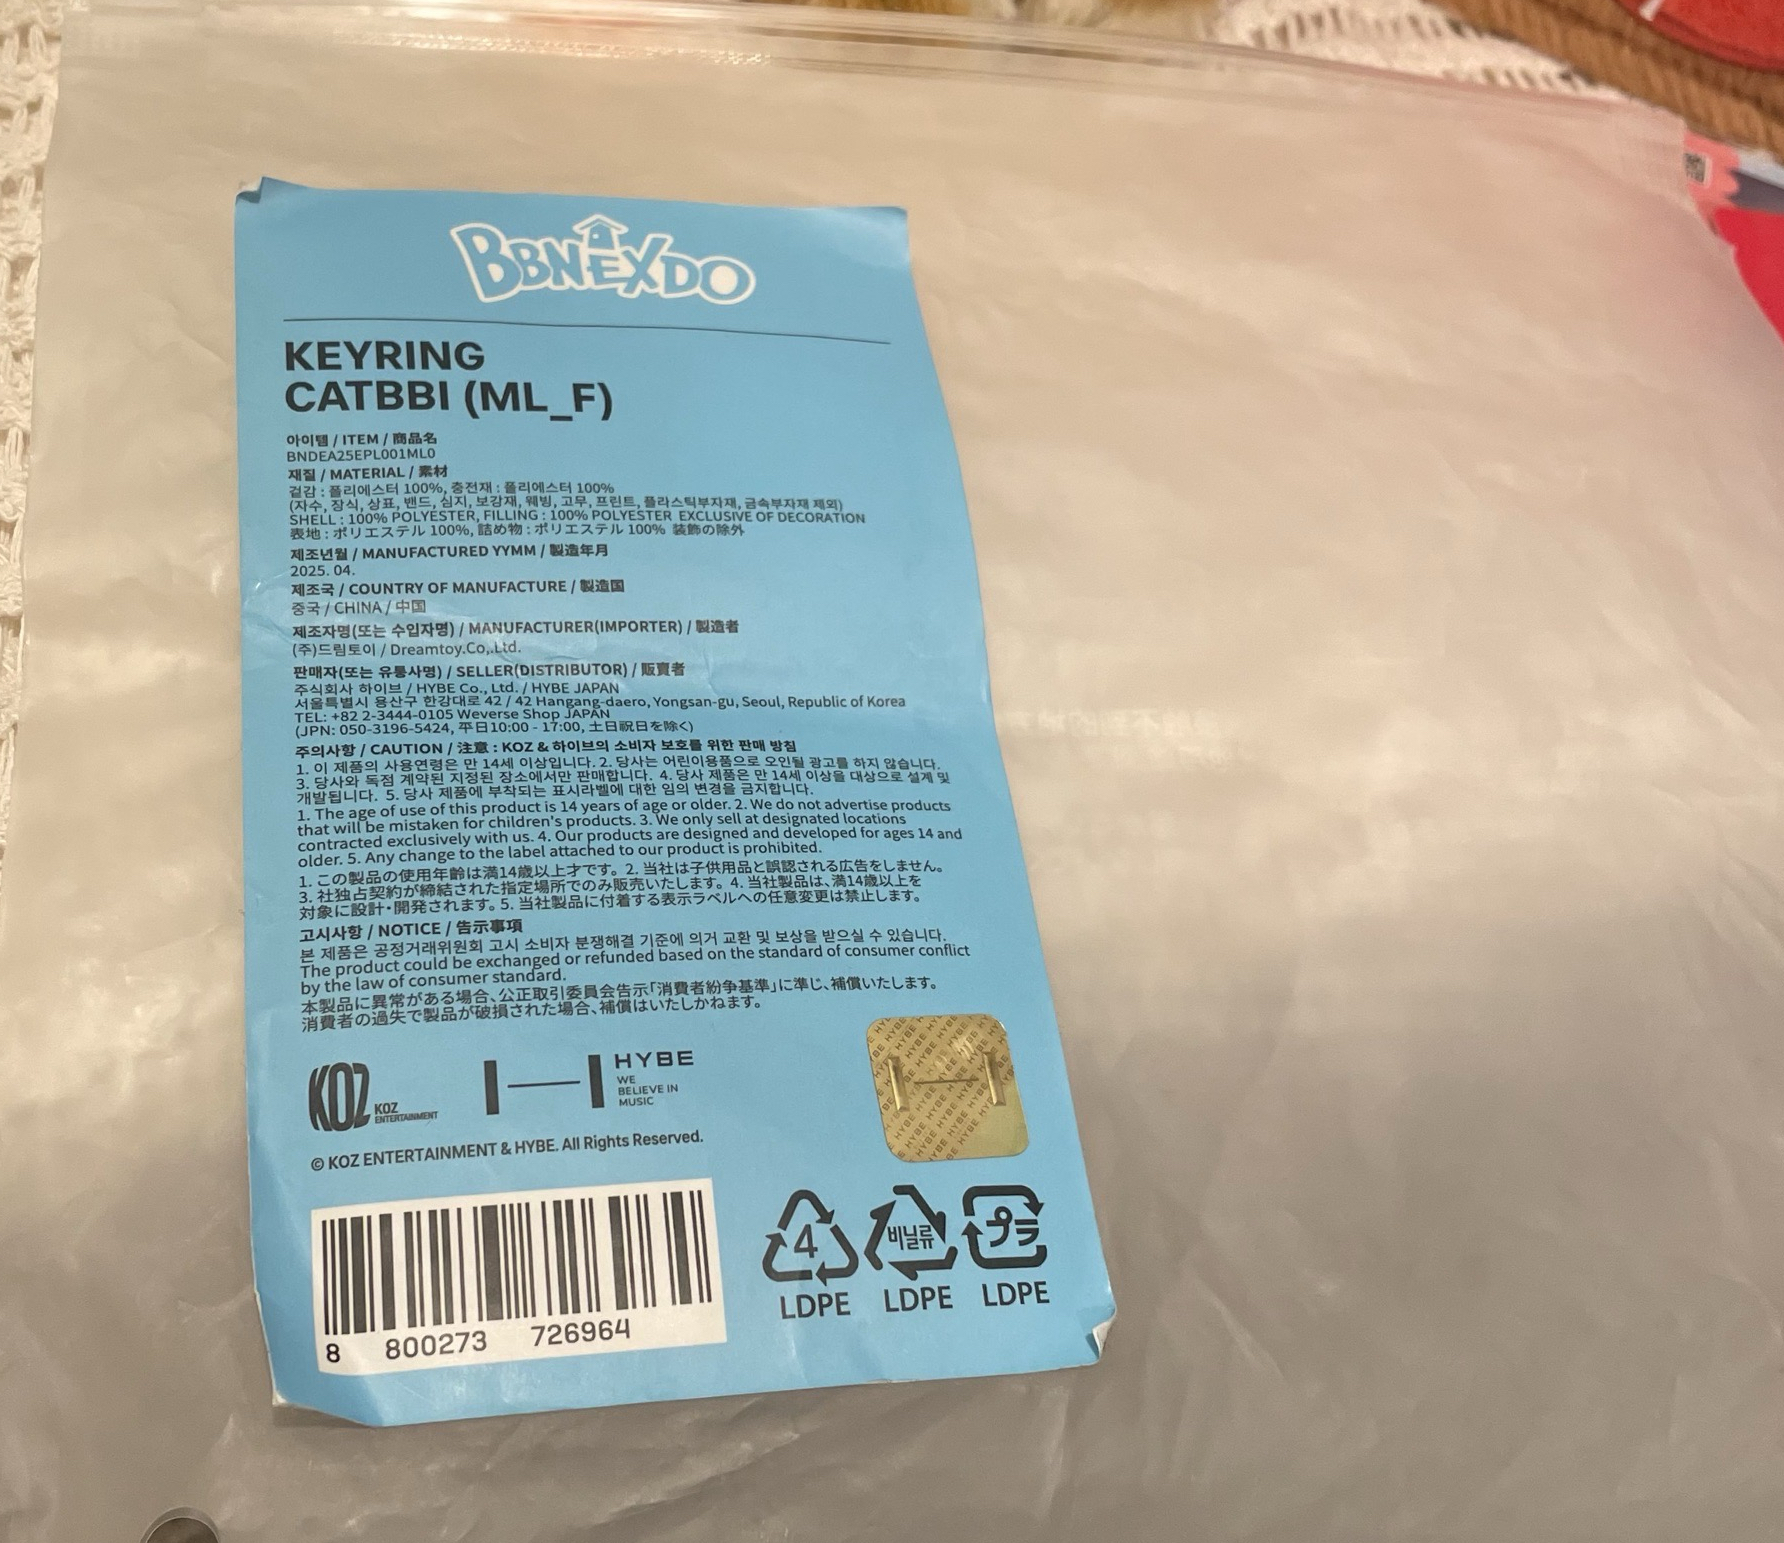 BBNEXDO
KEYRING
CATBBI (ML_F)
아이템 / ITEM / 商品名
BNDEA25EPL001ML0
재질 / MATERIAL / 素材
겉감 : 폴리에스터 100%, 충전재 : 폴리에스터 100%
(자수, 장식, 상표, 밴드, 심지, 보강재, 웨빙, 고무, 프린트, 플라스틱부자재, 금속부자재 제외)
SHELL : 100% POLYESTER, FILLING : 100% POLYESTER EXCLUSIVE OF DECORATION
表地 : ポリエステル 100%, 詰め物 : ポリエステル 100% 装飾の除外
제조년월 / MANUFACTURED YYMM / 製造年月
2025. 04.
제조국 / COUNTRY OF MANUFACTURE / 製造国
중국 / CHINA / 中国
제조자명(또는 수입자명) / MANUFACTURER(IMPORTER) / 製造者
(주)드림토이 / Dreamtoy.Co,.Ltd.
판매자(또는 유통사명) / SELLER(DISTRIBUTOR) / 販賣者
주식회사 하이브 / HYBE Co., Ltd. / HYBE JAPAN
서울특별시 용산구 한강대로 42 / 42 Hangang-daero, Yongsan-gu, Seoul, Republic of Korea
TEL: +82 2-3444-0105 Weverse Shop JAPAN
(JPN: 050-3196-5424, 平日10:00 - 17:00, 土日祝日を除く)
주의사항 / CAUTION / 注意 : KOZ & 하이브의 소비자 보호를 위한 판매 방침
1. 이 제품의 사용연령은 만 14세 이상입니다. 2. 당사는 어린이용품으로 오인될 광고를 하지 않습니다.
3. 당사와 독점 계약된 지정된 장소에서만 판매합니다. 4. 당사 제품은 만 14세 이상을 대상으로 설계 및
개발됩니다. 5. 당사 제품에 부착되는 표시라벨에 대한 임의 변경을 금지합니다.
1. The age of use of this product is 14 years of age or older. 2. We do not advertise products
that will be mistaken for children's products. 3. We only sell at designated locations
contracted exclusively with us. 4. Our products are designed and developed for ages 14 and
older. 5. Any change to the label attached to our product is prohibited.
1. この製品の使用年齢は満14歳以上才です。2. 当社は子供用品と誤認される広告をしません。
3. 社独占契約が締結された指定場所でのみ販売いたします。4. 当社製品は、満14歳以上を
対象に設計・開発されます。5. 当社製品に付着する表示ラベルへの任意変更は禁止します。
고시사항 / NOTICE / 告示事項
본 제품은 공정거래위원회 고시 소비자 분쟁해결 기준에 의거 교환 및 보상을 받으실 수 있습니다.
The product could be exchanged or refunded based on the standard of consumer conflict
by the law of consumer standard.
本製品に異常がある場合、公正取引委員会告示「消費者紛争基準」に準じ、補償いたします。
消費者の過失で製品が破損された場合、補償はいたしかねます。
KOZ
KOZ
ENTERTAINMENT
HYBE
WE
BELIEVE IN
MUSIC
© KOZ ENTERTAINMENT & HYBE. All Rights Reserved.
8 800273 726964
4 비닐류 プラ
LDPE LDPE LDPE